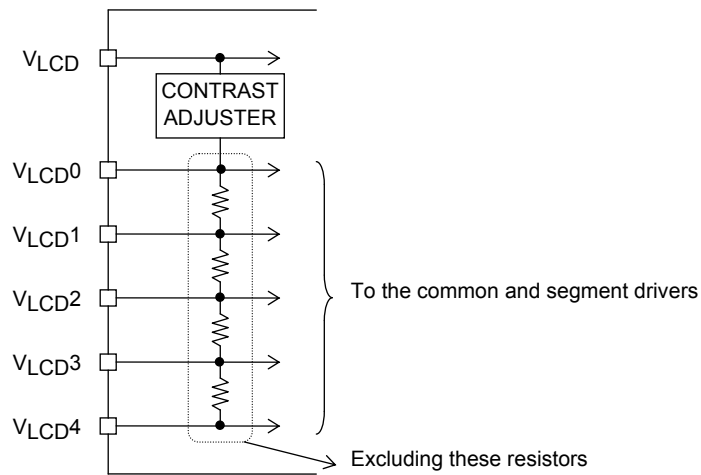 VLCD
CONTRAST
ADJUSTER
VLCD0
VLCD1
VLCD2
To the common and segment drivers
VLCD3
VLCD4
Excluding these resistors